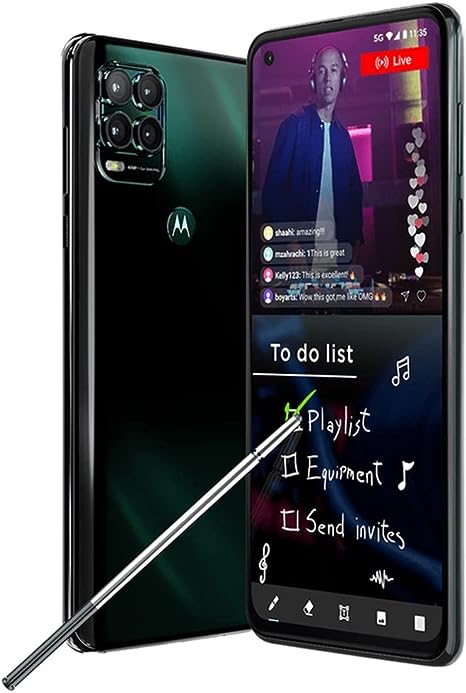 5G 11:35
Live
shaahi: amazing!!!
mzahrachi: 1This is great
Kelly123: This is excellent!🔥
boyarts: Wow, this got me like OMG🔥🔥
To do list
Playlist
Equipment
Send invites
T